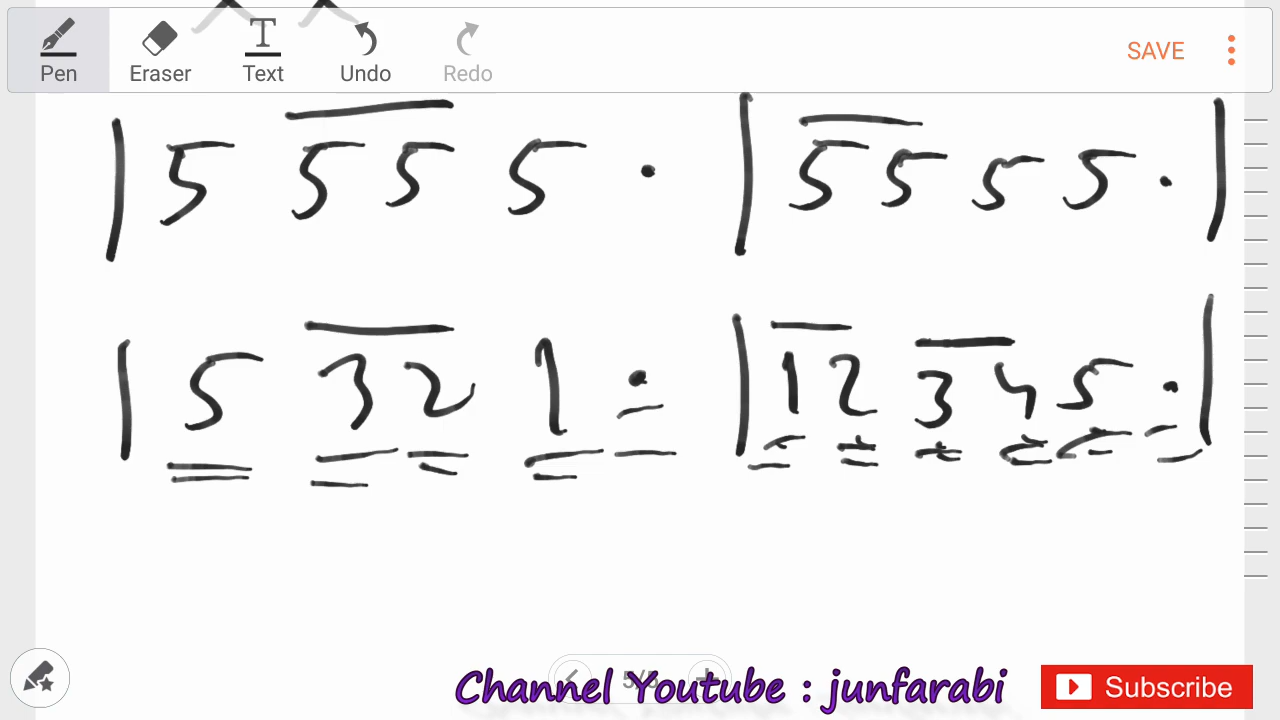 Pen Eraser Text Undo Redo SAVE
| 5 5 5 5 . | 5 5 5 5 . |
| 5 3 2 1 . | 1 2 3 4 5 . |
Channel Youtube : junfarabi Subscribe